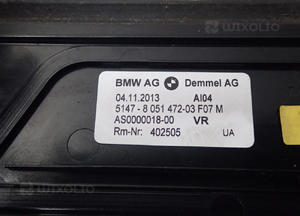 wixolto
BMW AG Demmel AG
04.11.2013 AI04
5147 - 8 051 472-03 F07 M
AS0000018-00 VR
Rm-Nr: 402505 UA